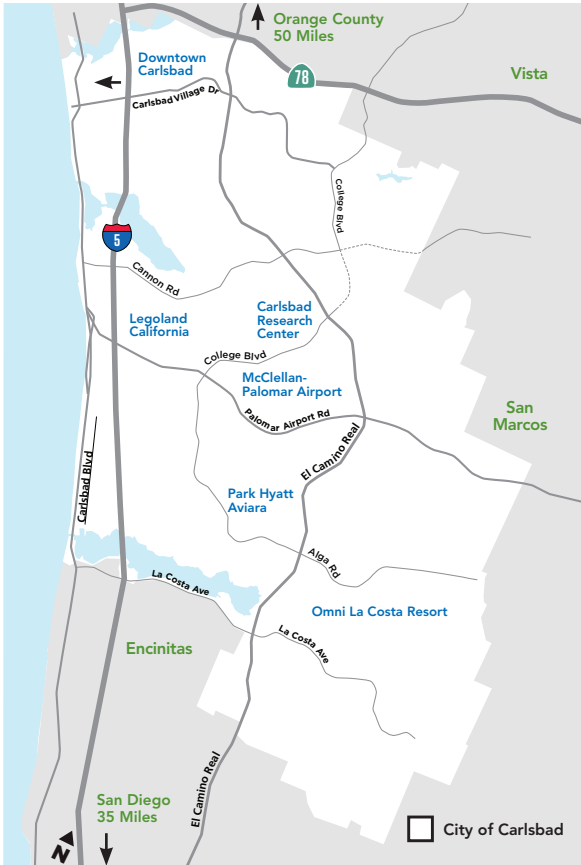 Orange County
50 Miles
Downtown
Carlsbad
78
Vista
Carlsbad Village Dr
College Blvd
5
Cannon Rd
Legoland
California
Carlsbad
Research
Center
College Blvd
McClellan-
Palomar Airport
Palomar Airport Rd
San
Marcos
El Camino Real
Carlsbad Blvd
Park Hyatt
Aviara
Alga Rd
La Costa Ave
Omni La Costa Resort
La Costa Ave
Encinitas
El Camino Real
San Diego
35 Miles
N
City of Carlsbad